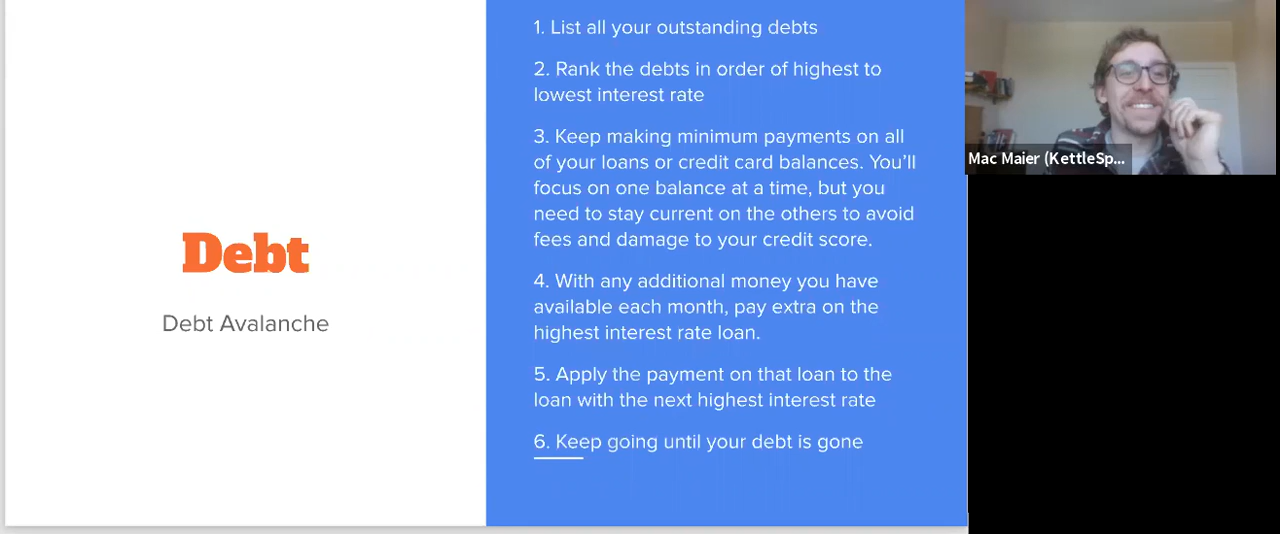 Debt
Debt Avalanche
1. List all your outstanding debts
2. Rank the debts in order of highest to
lowest interest rate
3. Keep making minimum payments on all
of your loans or credit card balances. You'll
focus on one balance at a time, but you
need to stay current on the others to avoid
fees and damage to your credit score.
4. With any additional money you have
available each month, pay extra on the
highest interest rate loan.
5. Apply the payment on that loan to the
loan with the next highest interest rate
6. Keep going until your debt is gone
Mac Maier (KettleSp...